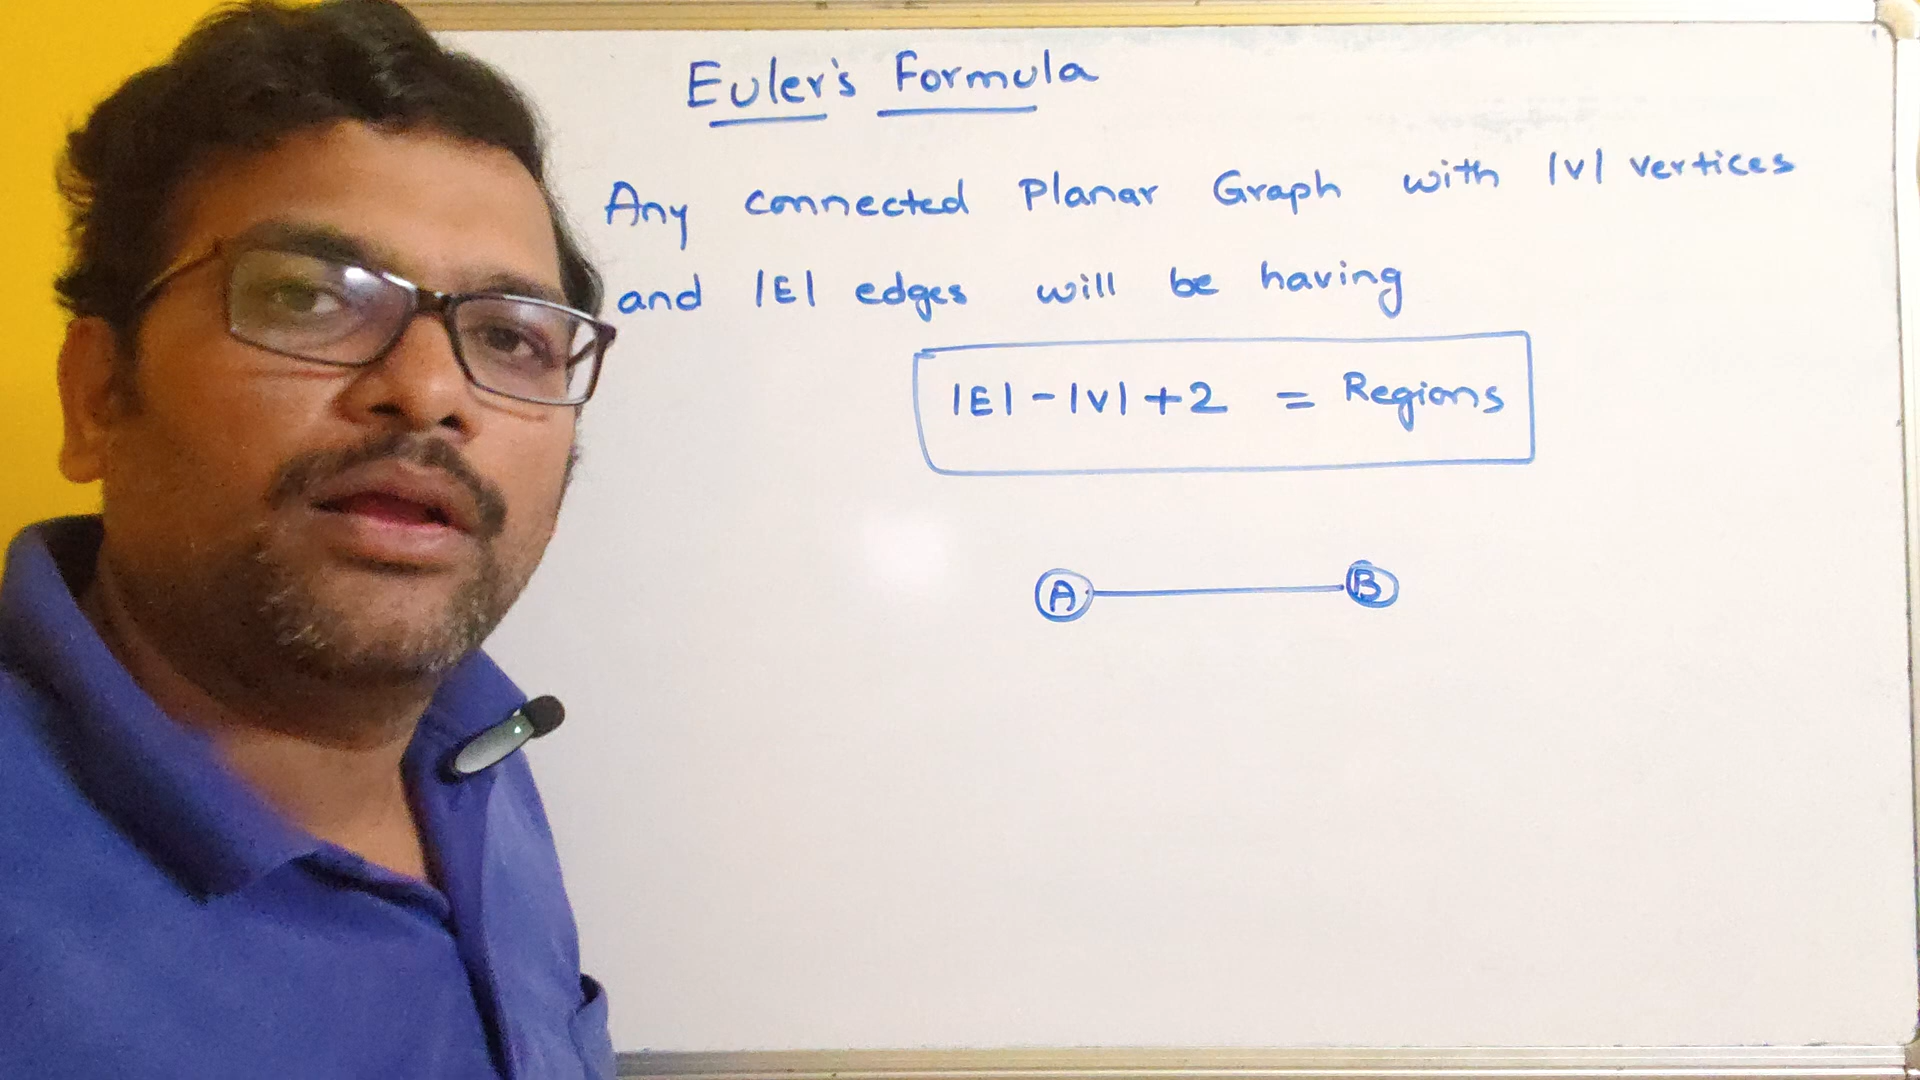 Euler's Formula
Any connected Planar Graph with |V| vertices
and |E| edges will be having
|E| - |V| + 2 = Regions
A B